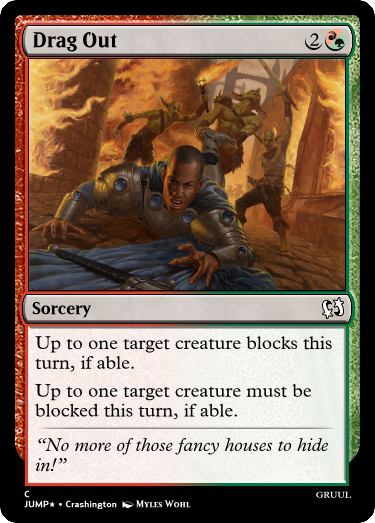 Drag Out 2
Sorcery
Up to one target creature blocks this
turn, if able.
Up to one target creature must be
blocked this turn, if able.
“No more of those fancy houses to hide
in!”
C
JUMP★ • Crashington MYLES WOHL
GRUUL